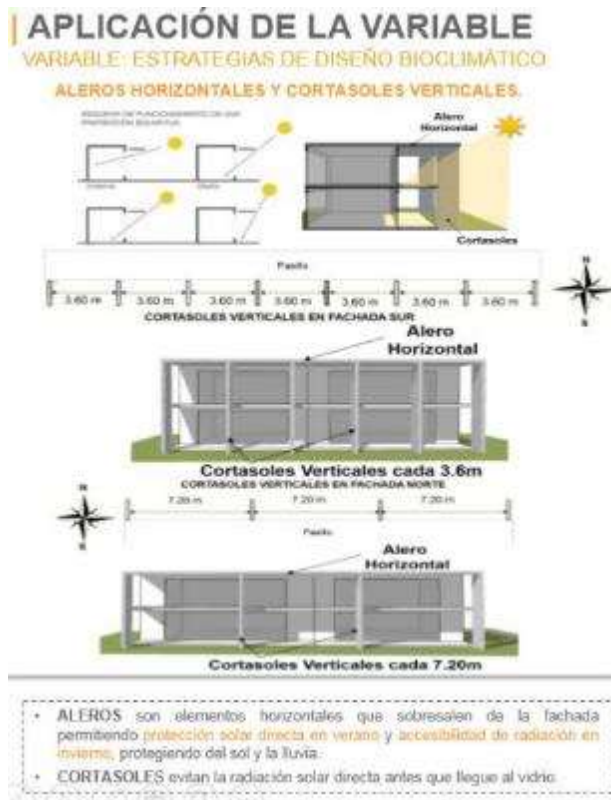 APLICACIÓN DE LA VARIABLE
VARIABLE: ESTRATEGIAS DE DISEÑO BIOCLIMÁTICO
ALEROS HORIZONTALES Y CORTASOLES VERTICALES.
Alero
Horizontal
Cortasoles
Pasillo
3.60 m 3.60 m 3.60 m 3.60 m 3.60 m 3.60 m 3.60 m
N
CORTASOLES VERTICALES EN FACHADA SUR
Alero
Horizontal
Cortasoles Verticales cada 3.6m
CORTASOLES VERTICALES EN FACHADA NORTE
N
7.20 m 7.20 m 7.20 m
Pasillo
Alero
Horizontal
Cortasoles Verticales cada 7.20m
• ALEROS son elementos horizontales que sobresalen de la fachada
permitiendo protección solar directa en verano y accesibilidad de radiación en
invierno, protegiendo del sol y la lluvia.
• CORTASOLES evitan la radiación solar directa antes que llegue al vidrio.